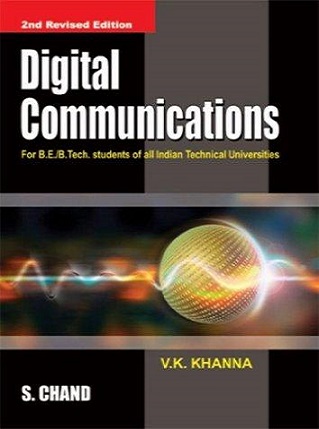 2nd Revised Edition
Digital
Communications
For B.E./B.Tech. students of all Indian Technical Universities
V.K. KHANNA
S. CHAND